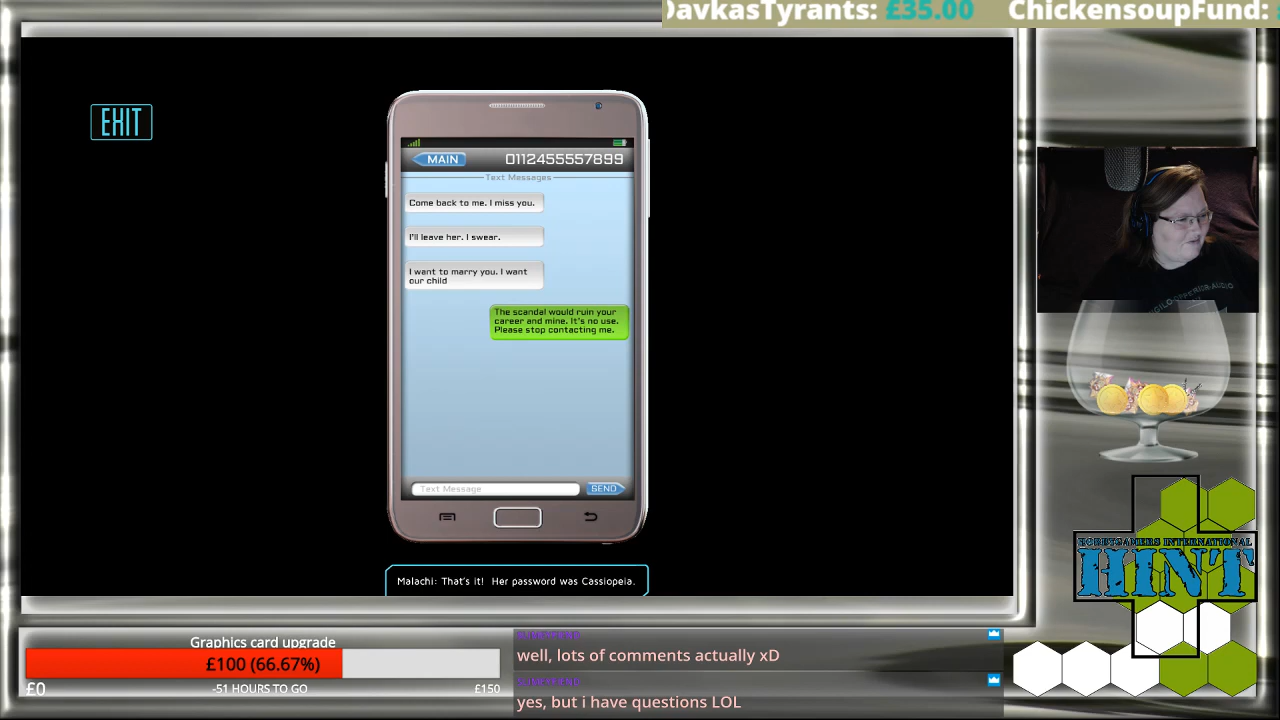 DavkasTyrants: £35.00 ChickensoupFund:
EXIT
MAIN 0112455557899
Text Messages
Come back to me. I miss you.
I'll leave her. I swear.
I want to marry you. I want
our child
The scandal would ruin your
career and mine. It's no use.
Please stop contacting me.
Text Message SEND
Malachi: That's it! Her password was Cassiopeia.
Graphics card upgrade
£100 (66.67%)
£0 -51 HOURS TO GO £150
well, lots of comments actually xD
yes, but i have questions LOL
INTERNATIONAL
HINT